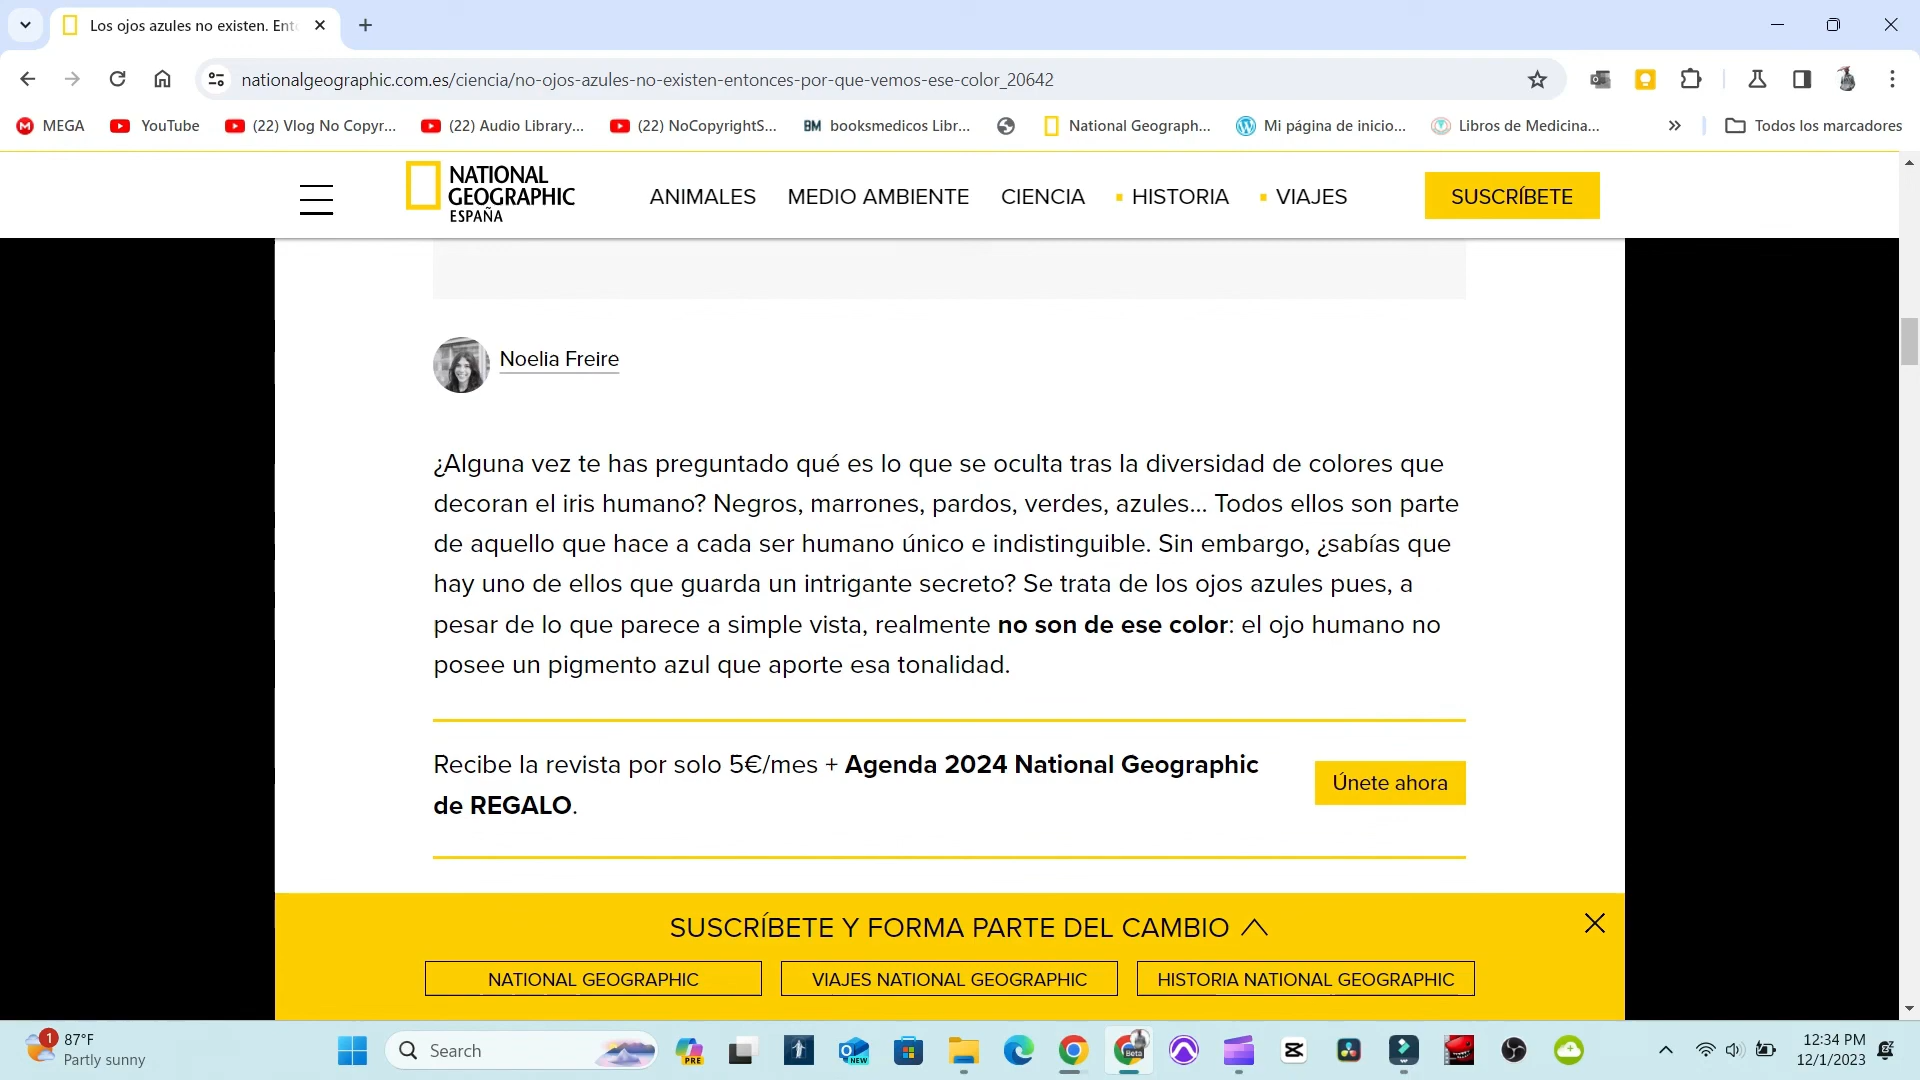 Los ojos azules no existen. Ent
nationalgeographic.com.es/ciencia/no-ojos-azules-no-existen-entonces-por-que-vemos-ese-color_20642
MEGA
YouTube
(22) Vlog No Copyr...
(22) Audio Library...
(22) NoCopyrightS...
BM booksmedicos Libr...
National Geograph...
Mi página de inicio...
Libros de Medicina...
Todos los marcadores
NATIONAL
GEOGRAPHIC
ESPAÑA
ANIMALES
MEDIO AMBIENTE
CIENCIA
HISTORIA
VIAJES
SUSCRÍBETE
Noelia Freire
¿Alguna vez te has preguntado qué es lo que se oculta tras la diversidad de colores que
decoran el iris humano? Negros, marrones, pardos, verdes, azules... Todos ellos son parte
de aquello que hace a cada ser humano único e indistinguible. Sin embargo, ¿sabías que
hay uno de ellos que guarda un intrigante secreto? Se trata de los ojos azules pues, a
pesar de lo que parece a simple vista, realmente no son de ese color: el ojo humano no
posee un pigmento azul que aporte esa tonalidad.
Recibe la revista por solo 5€/mes + Agenda 2024 National Geographic
de REGALO.
Únete ahora
SUSCRÍBETE Y FORMA PARTE DEL CAMBIO
NATIONAL GEOGRAPHIC
VIAJES NATIONAL GEOGRAPHIC
HISTORIA NATIONAL GEOGRAPHIC
1
87°F
Partly sunny
Search
PRE
NEW
Beta
12:34 PM
12/1/2023